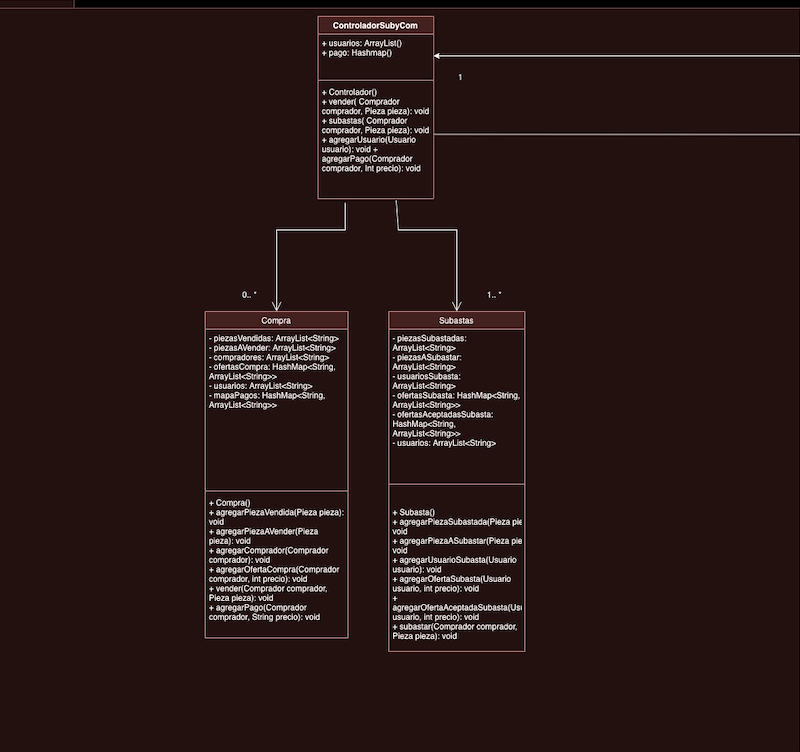 ControladorSubyCom
+ usuarios: ArrayList()
+ pago: Hashmap()
1
+ Controlador()
+ vender( Comprador
comprador, Pieza pieza): void
+ subastas( Comprador
comprador, Pieza pieza): void
+ agregarUsuario(Usuario
usuario): void +
agregarPago(Comprador
comprador, Int precio): void
0.. *
1.. *
Compra
- piezasVendidas: ArrayList<String>
- piezasAVender: ArrayList<String>
- compradores: ArrayList<String>
- ofertasCompra: HashMap<String,
ArrayList<String>>
- usuarios: ArrayList<String>
- mapaPagos: HashMap<String,
ArrayList<String>>
+ Compra()
+ agregarPiezaVendida(Pieza pieza):
void
+ agregarPiezaAVender(Pieza
pieza): void
+ agregarComprador(Comprador
comprador): void
+ agregarOfertaCompra(Comprador
comprador, int precio): void
+ vender(Comprador comprador,
Pieza pieza): void
+ agregarPago(Comprador
comprador, String precio): void
Subastas
- piezasSubastadas:
ArrayList<String>
- piezasASubastar:
ArrayList<String>
- usuariosSubasta:
ArrayList<String>
- ofertasSubasta: HashMap<String,
ArrayList<String>>
- ofertasAceptadasSubasta:
HashMap<String,
ArrayList<String>>
- usuarios: ArrayList<String>
+ Subasta()
+ agregarPiezaSubastada(Pieza pie
void
+ agregarPiezaASubastar(Pieza pie
void
+ agregarUsuarioSubasta(Usuario
usuario): void
+ agregarOfertaSubasta(Usuario
usuario, int precio): void
+
agregarOfertaAceptadaSubasta(Usu
usuario, int precio): void
+ subastar(Comprador comprador,
Pieza pieza): void